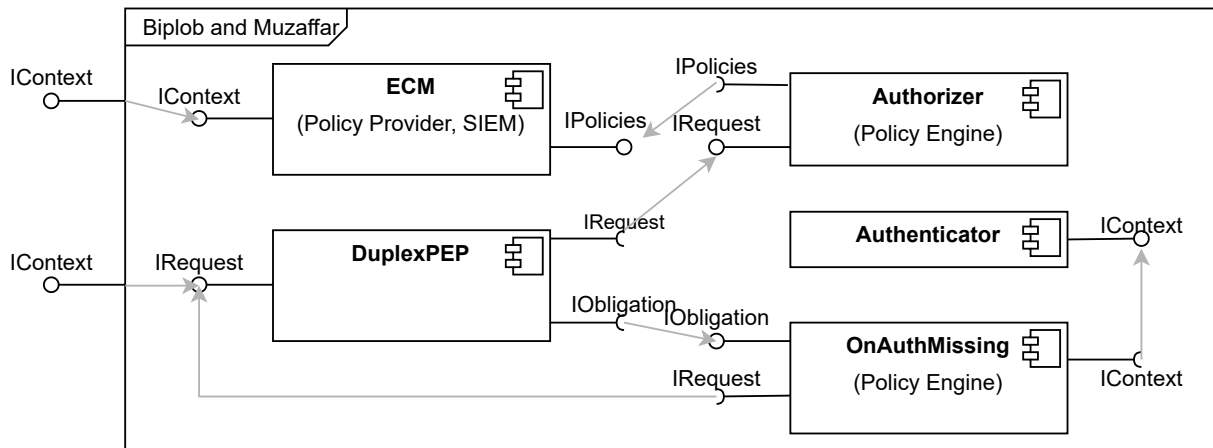 Biplob and Muzaffar
IContext
IContext
ECM
(Policy Provider, SIEM)
IPolicies
IPolicies
IRequest
Authorizer
(Policy Engine)
IContext
IRequest
DuplexPEP
IRequest
IObligation
Authenticator
IContext
IObligation
IRequest
OnAuthMissing
(Policy Engine)
IContext